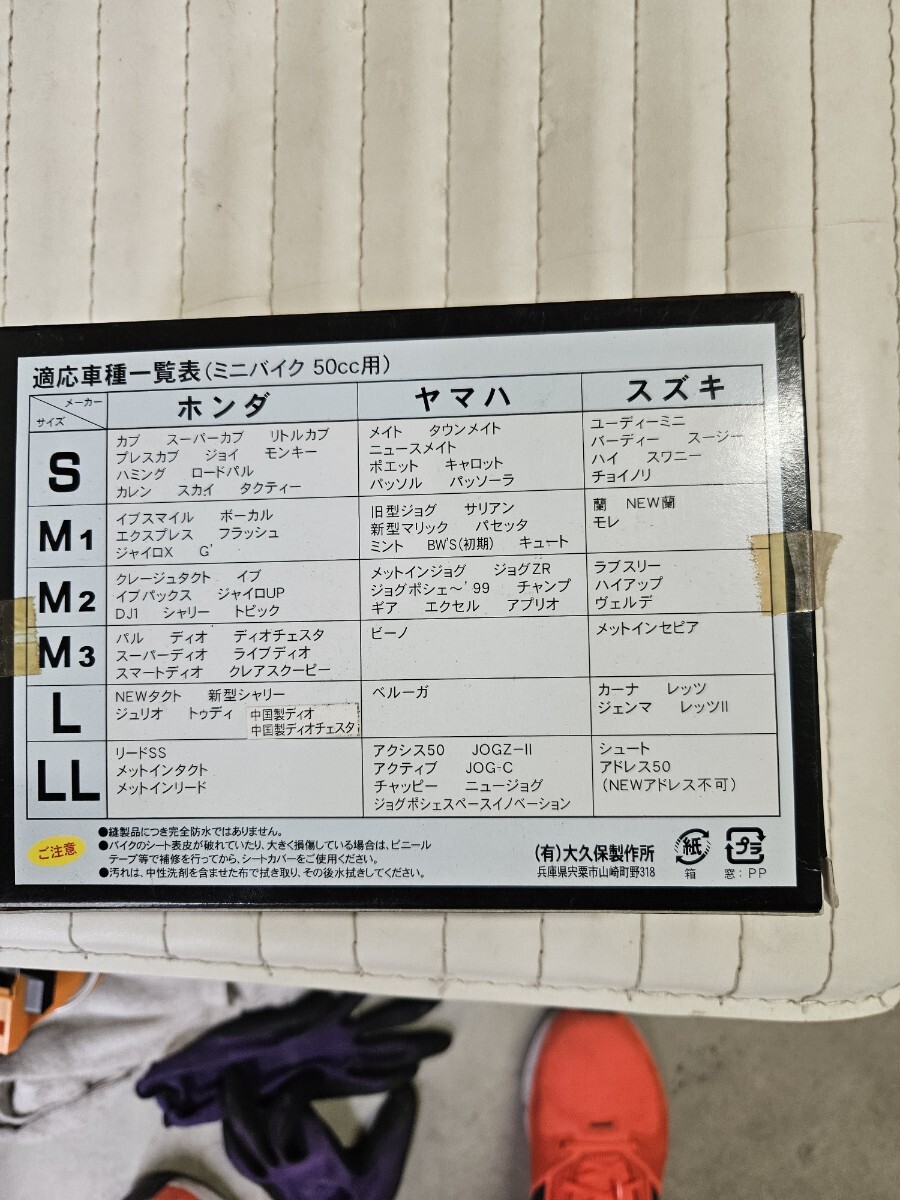 適応車種一覧表(ミニバイク 50cc用)
メーカー
サイズ
ホンダ
ヤマハ
スズキ
S
カブ スーパーカブ リトルカブ
プレスカブ ジョイ モンキー
ハミング ロードパル
カレン スカイ タクティー
メイト タウンメイト
ニュースメイト
ポエット キャロット
パッソル パッソーラ
ユーディーミニ
バーディー スージー
ハイ スワニー
チョイノリ
M1
イブスマイル ボーカル
エクスプレス フラッシュ
ジャイロX G'
旧型ジョグ サリアン
新型マリック パセッタ
ミント BW'S(初期) キュート
蘭 NEW蘭
モレ
M2
クレージュタクト イブ
イブパックス ジャイロUP
DJ1 シャリー トピック
メットインジョグ ジョグZR
ジョグポシェ〜'99 チャンプ
ギア エクセル アプリオ
ラブスリー
ハイアップ
ヴェルデ
M3
パル ディオ ディオチェスタ
スーパーディオ ライブディオ
スマートディオ クレアスクーピー
ビーノ
メットインセピア
L
NEWタクト 新型シャリー
ジュリオ トゥディ 中国製ディオ
中国製ディオチェスタ
ベルーガ
カーナ レッツ
ジェンマ レッツII
LL
リードSS
メットインタクト
メットインリード
アクシス50 JOGZ-II
アクティブ JOG-C
チャッピー ニュージョグ
ジョグポシェスペースイノベーション
シュート
アドレス50
(NEWアドレス不可)
ご注意
●縫製品につき完全防水ではありません。
●バイクのシート表皮が破れていたり、大きく損傷している場合は、ビニール
テープ等で補修を行ってから、シートカバーをご使用ください。
●汚れは、中性洗剤を含ませた布で拭き取り、その後水拭きしてください。
(有)大久保製作所
兵庫県宍粟市山崎町野318
紙
箱
プラ
窓:PP